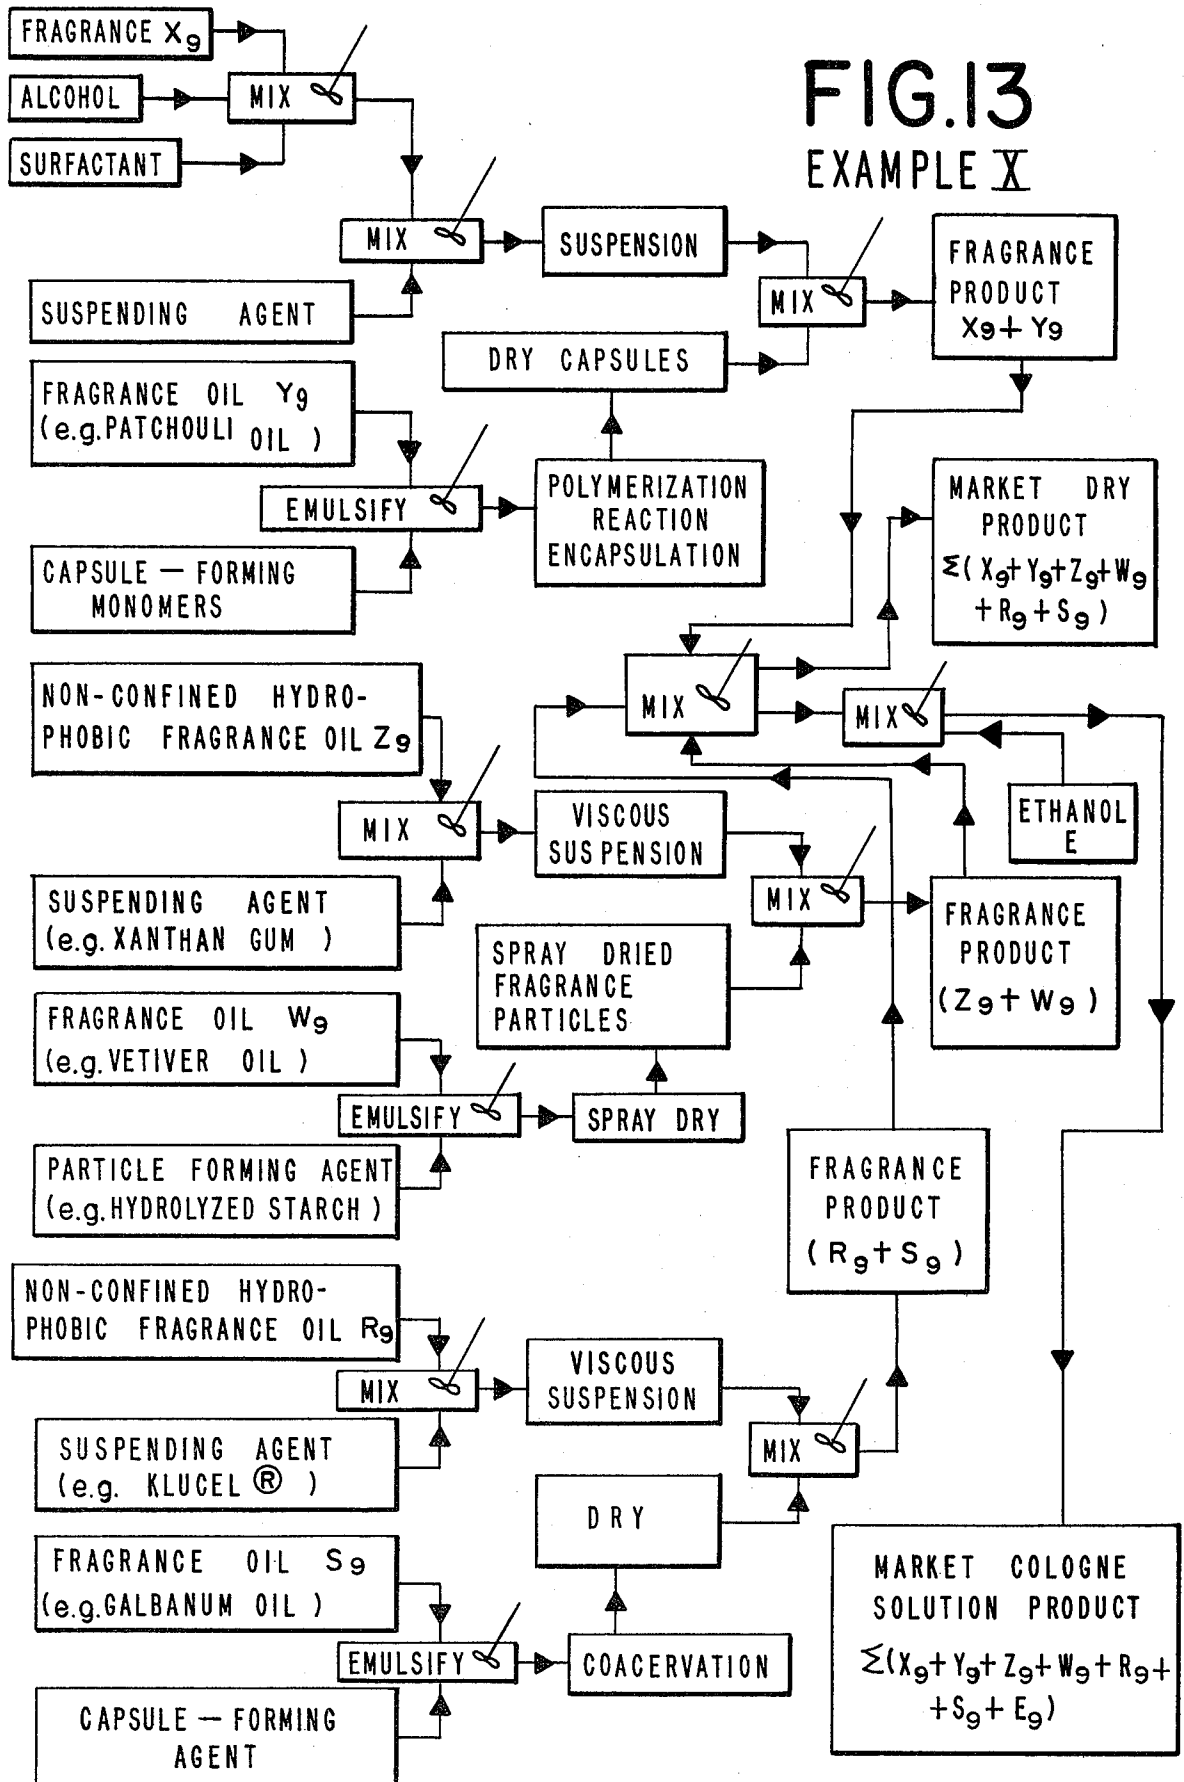 FRAGRANCE X9
ALCOHOL
MIX
SURFACTANT
FIG.13
EXAMPLE X
MIX
SUSPENSION
SUSPENDING AGENT
MIX
FRAGRANCE
PRODUCT
X9+ Y9
DRY CAPSULES
FRAGRANCE OIL Y9
(e.g. PATCHOULI OIL )
EMULSIFY
POLYMERIZATION
REACTION
ENCAPSULATION
CAPSULE — FORMING
MONOMERS
MARKET DRY
PRODUCT
Σ( X9+Y9+Z9+W9
+ R9 + S9 )
NON-CONFINED HYDRO-
PHOBIC FRAGRANCE OIL Z9
MIX
MIX
ETHANOL
E
MIX
VISCOUS
SUSPENSION
SUSPENDING AGENT
(e.g. XANTHAN GUM )
MIX
FRAGRANCE
PRODUCT
(Z9 + W9)
SPRAY DRIED
FRAGRANCE
PARTICLES
FRAGRANCE OIL W9
(e.g. VETIVER OIL )
EMULSIFY
SPRAY DRY
PARTICLE FORMING AGENT
(e.g. HYDROLYZED STARCH )
FRAGRANCE
PRODUCT
( R9 + S9 )
NON-CONFINED HYDRO-
PHOBIC FRAGRANCE OIL R9
MIX
VISCOUS
SUSPENSION
SUSPENDING AGENT
(e.g. KLUCEL ® )
MIX
DRY
FRAGRANCE OIL S9
(e.g. GALBANUM OIL )
EMULSIFY
COACERVATION
CAPSULE — FORMING
AGENT
MARKET COLOGNE
SOLUTION PRODUCT
Σ(X9+ Y9+ Z9+ W9+ R9+
+S9+ E9)